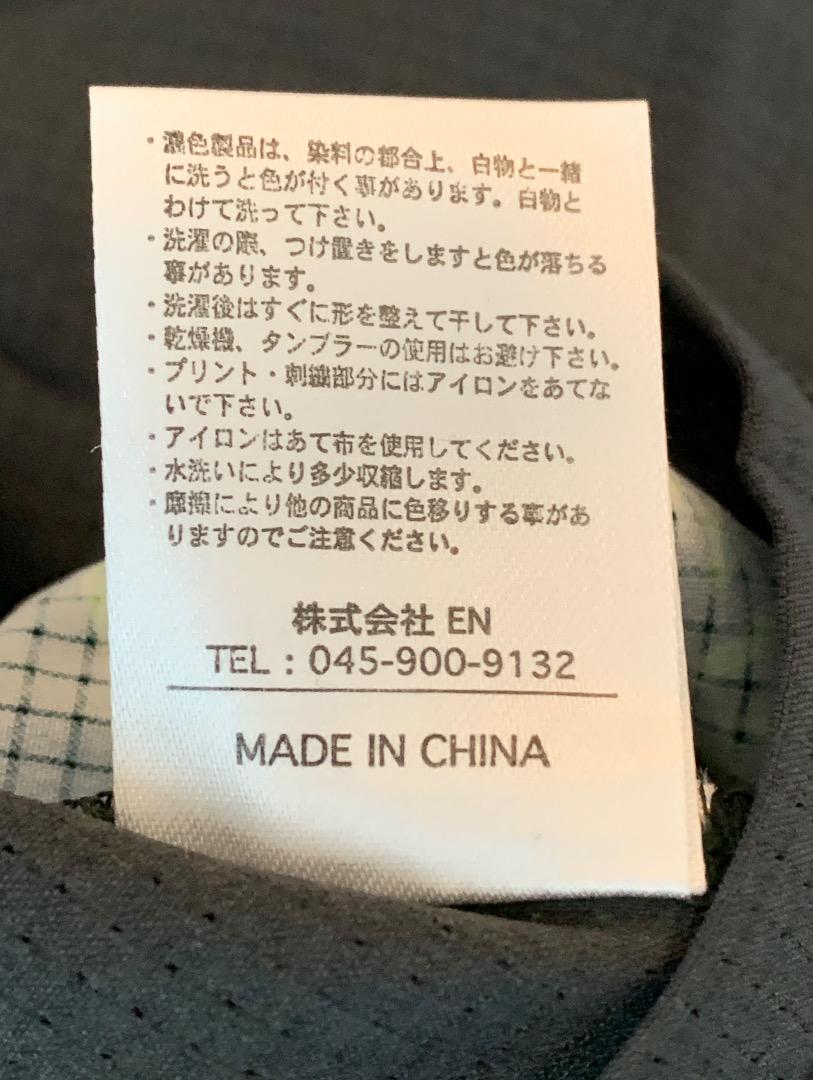 ・濃色製品は、染料の都合上、白物と一緒
に洗うと色が付く事があります。白物と
わけて洗って下さい。
・洗濯の際、つけ置きをしますと色が落ちる
事があります。
・洗濯後はすぐに形を整えて干して下さい。
・乾燥機、タンブラーの使用はお避け下さい。
・プリント・刺繍部分にはアイロンをあてな
いで下さい。
・アイロンはあて布を使用してください。
・水洗いにより多少収縮します。
・摩擦により他の商品に色移りする事があ
りますのでご注意ください。
株式会社 EN
TEL : 045-900-9132
MADE IN CHINA